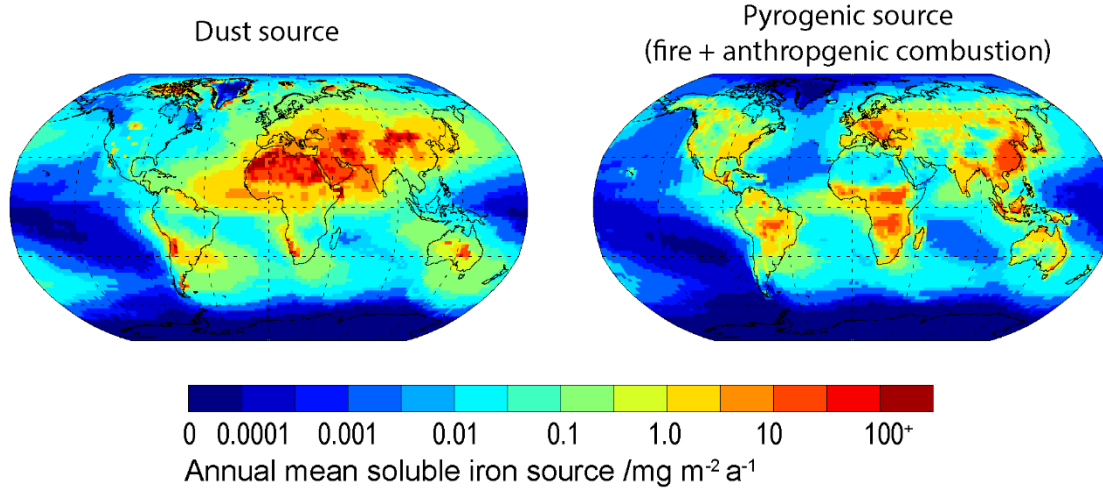 Dust source
Pyrogenic source
(fire + anthropgenic combustion)
0 0.0001 0.001 0.01 0.1 1.0 10 100⁺
Annual mean soluble iron source /mg m⁻² a⁻¹